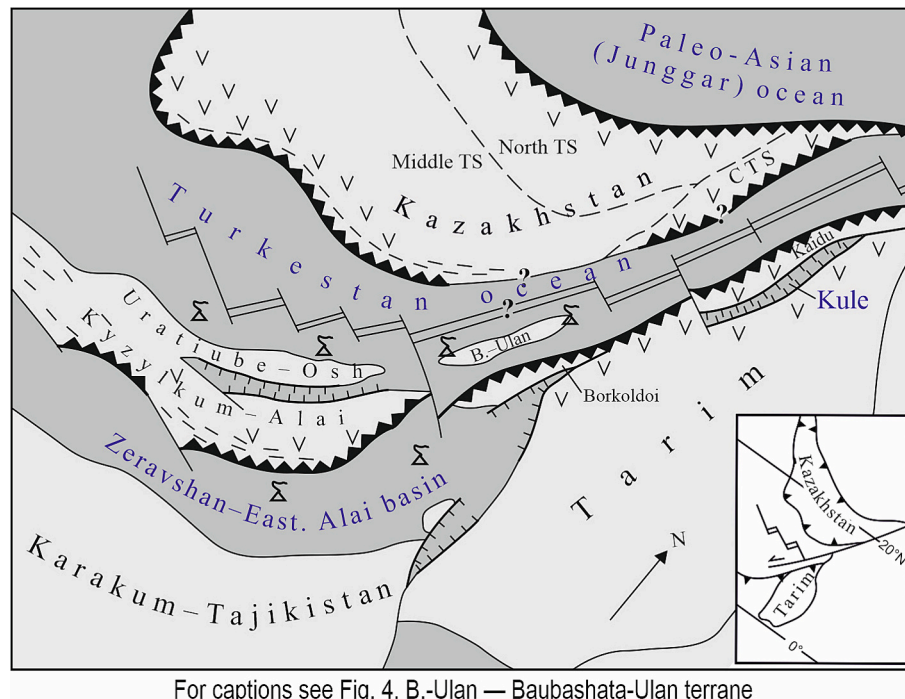 Paleo-Asian
(Junggar) ocean
North TS
Middle TS
CTS
Kazakhstan
?
Turkestan ocean
?
?
Kaidu
Kule
Uratiube–Osh
B.–Ulan
Kyzylkum–Alai
Borkoldoi
Tarim
Zeravshan–East. Alai basin
N
Karakum–Tajikistan
Kazakhstan
20°N
Tarim
0°
For captions see Fig. 4. B.-Ulan — Baubashata-Ulan terrane